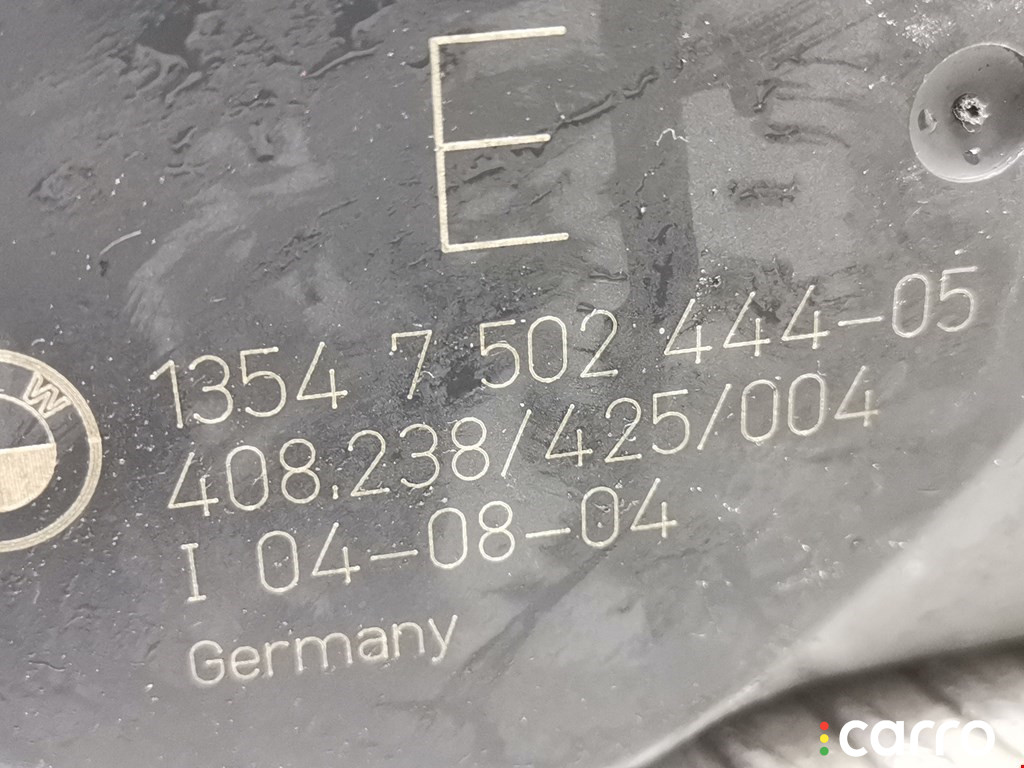 E
W
1354 7 502 444-05
408.238/425/004
I 04-08-04
Germany
carro